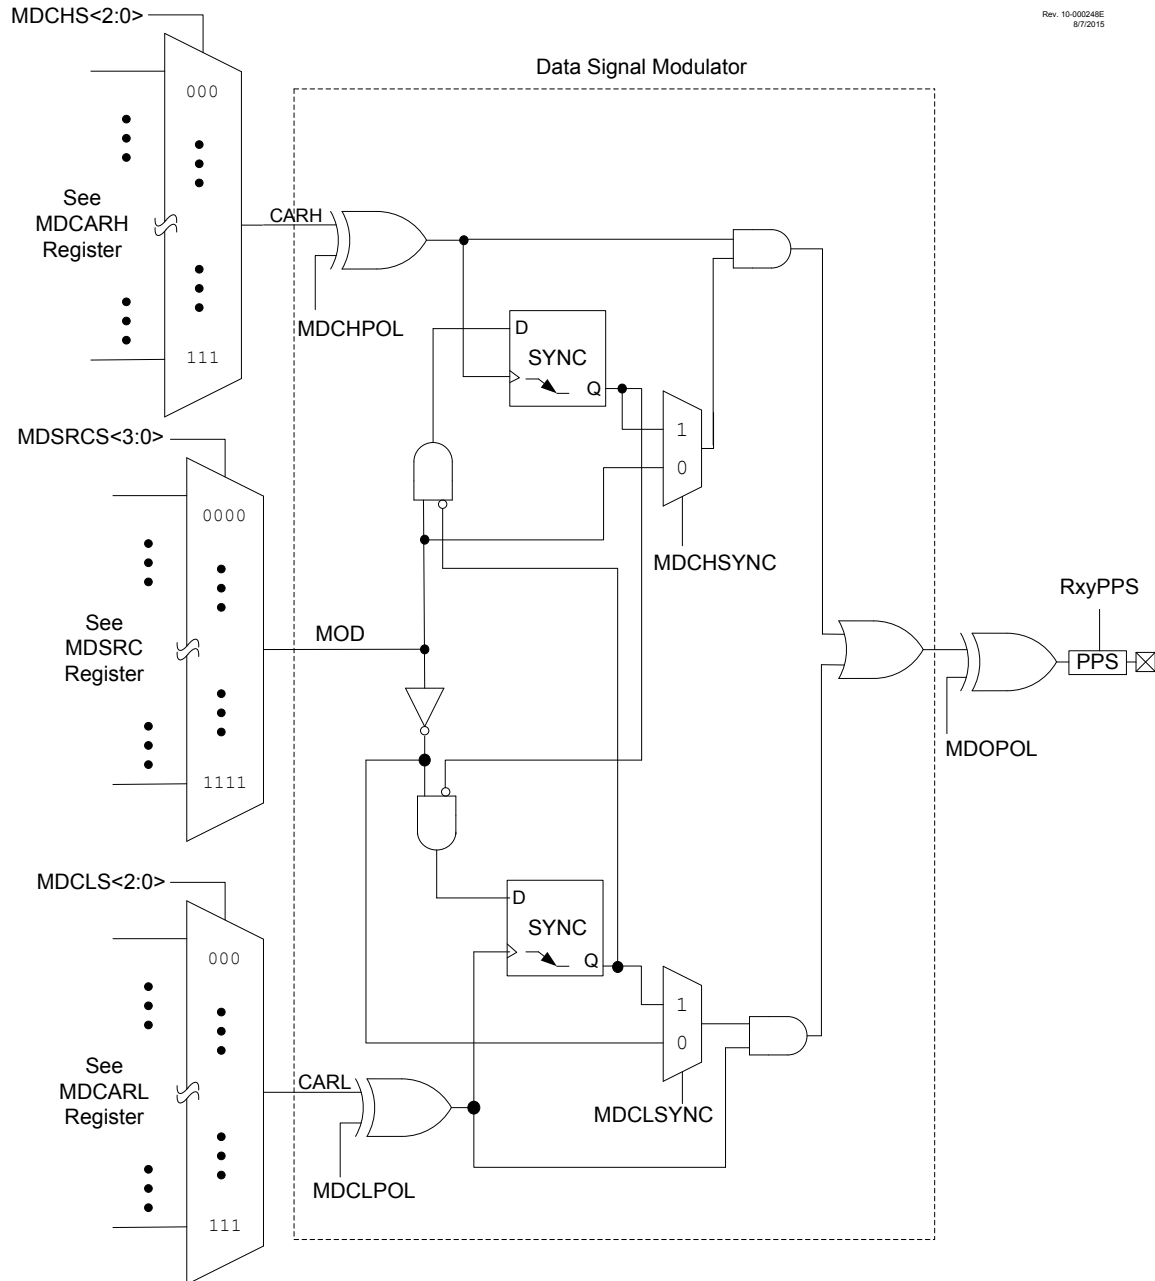 MDCHS<2:0>
Rev. 10-000248E
8/7/2015
Data Signal Modulator
000
See
MDCARH
Register
111
CARH
MDCHPOL
D
SYNC
Q
1
0
MDCHSYNC
MDSRCS<3:0>
0000
See
MDSRC
Register
1111
MOD
RxyPPS
PPS
MDOPOL
MDCLS<2:0>
000
See
MDCARL
Register
111
D
SYNC
Q
1
0
MDCLSYNC
CARL
MDCLPOL